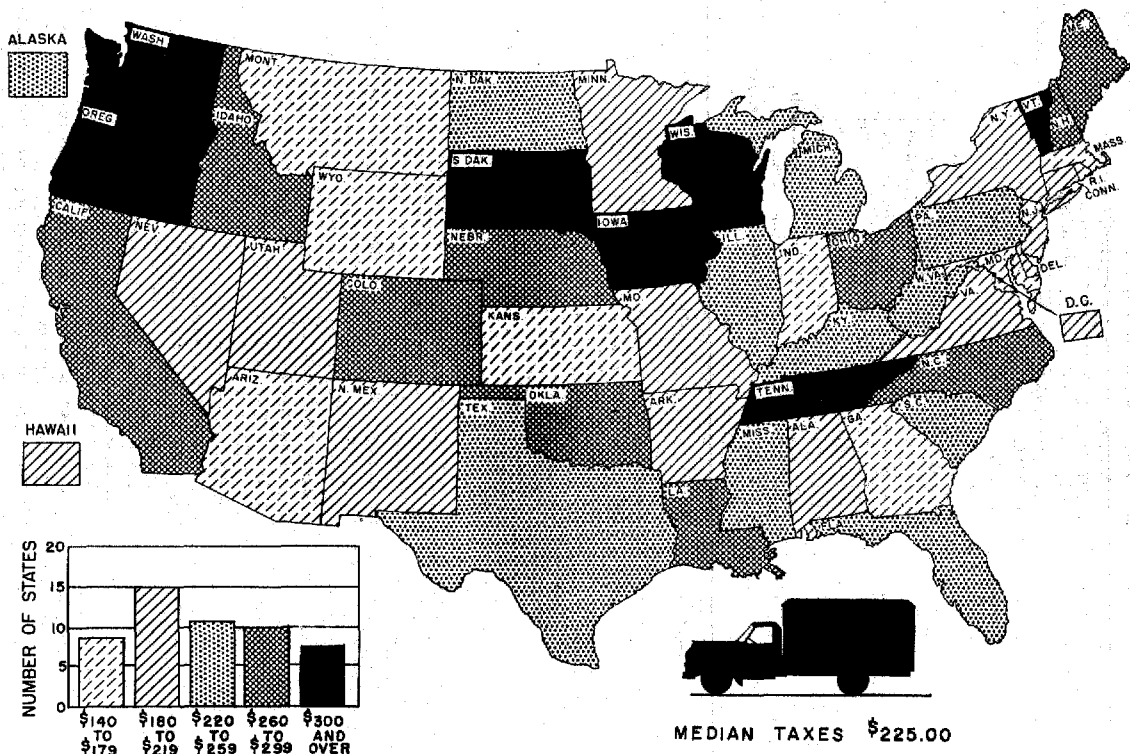 ALASKA
WASH.
OREG.
IDAHO
MONT.
N. DAK.
MINN.
WIS.
MICH.
N.Y.
VT.
N.H.
ME.
MASS.
R.I.
CONN.
S. DAK.
WYO.
IOWA
NEBR.
CALIF.
NEV.
UTAH
COLO.
KANS.
MO.
ILL.
IND.
OHIO
PA.
N.J.
W. VA.
MD.
DEL.
D.C.
VA.
KY.
TENN.
N.C.
S.C.
ARIZ.
N. MEX.
OKLA.
TEX.
ARK.
MISS.
ALA.
GA.
LA.
FLA.
HAWAII
NUMBER OF STATES
20
15
10
5
0
$140 TO $179
$180 TO $219
$220 TO $259
$260 TO $299
$300 AND OVER
MEDIAN TAXES $225.00